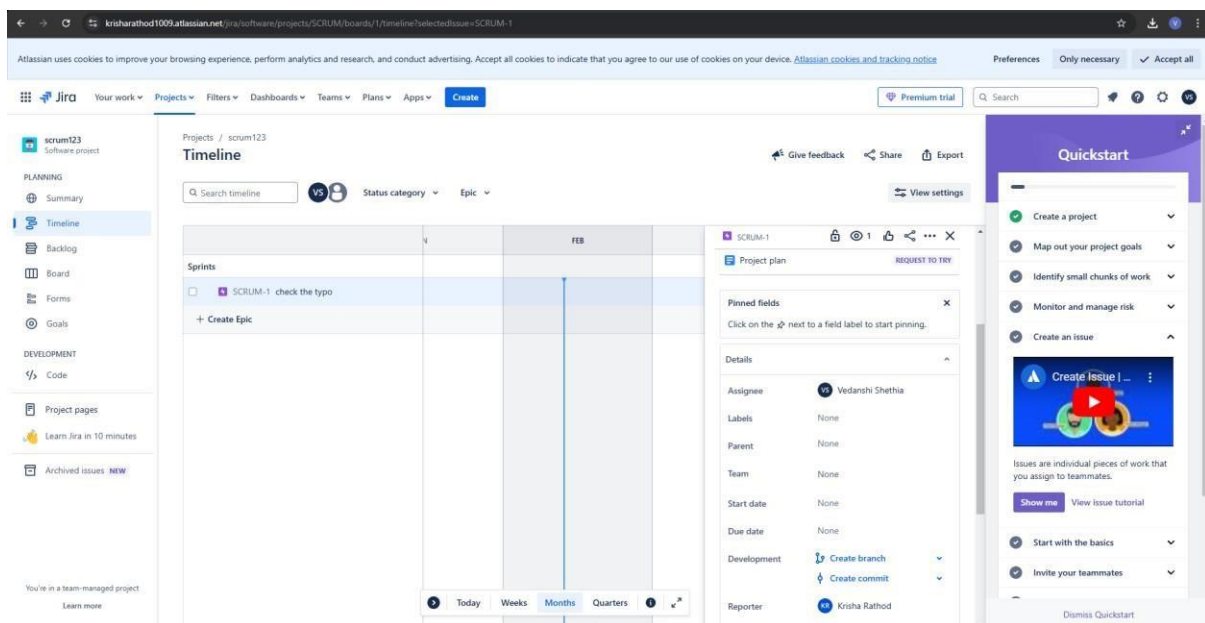 krisharathod1009.atlassian.net/jira/software/projects/SCRUM/boards/1/timeline?selectedIssue=SCRUM-1
V
Atlassian uses cookies to improve your browsing experience, perform analytics and research, and conduct advertising. Accept all cookies to indicate that you agree to our use of cookies on your device. Atlassian cookies and tracking notice
Preferences Only necessary Accept all
Jira Your work Projects Filters Dashboards Teams Plans Apps Create Premium trial Search VS
scrum123
Software project
PLANNING
Summary
Timeline
Backlog
Board
Forms
Goals
DEVELOPMENT
Code
Project pages
Learn Jira in 10 minutes
Archived issues NEW
You're in a team-managed project
Learn more
Projects / scrum123
Timeline
Give feedback Share Export
Search timeline VS Status category Epic View settings
FEB
Sprints
SCRUM-1 check the typo
+ Create Epic
Today Weeks Months Quarters
SCRUM-1 1
Project plan REQUEST TO TRY
Pinned fields
Click on the next to a field label to start pinning.
Details
Assignee VS Vedanshi Shethia
Labels None
Parent None
Team None
Start date None
Due date None
Development Create branch
Create commit
Reporter KR Krisha Rathod
Quickstart
Create a project
Map out your project goals
Identify small chunks of work
Monitor and manage risk
Create an issue
Create Issue | ...
Issues are individual pieces of work that
you assign to teammates.
Show me View issue tutorial
Start with the basics
Invite your teammates
Dismiss Quickstart